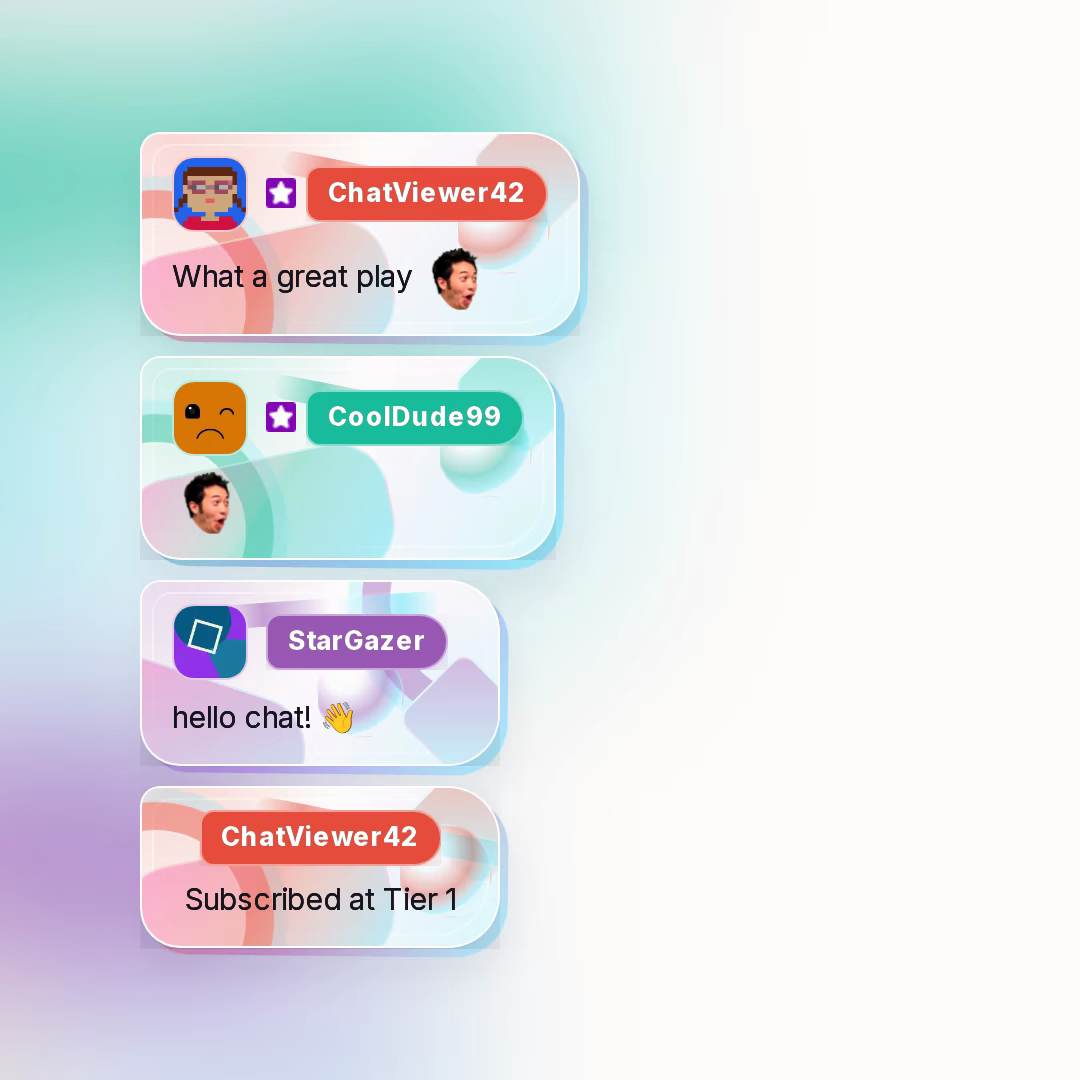 ChatViewer42
What a great play
CoolDude99
StarGazer
hello chat! 👋
ChatViewer42
Subscribed at Tier 1